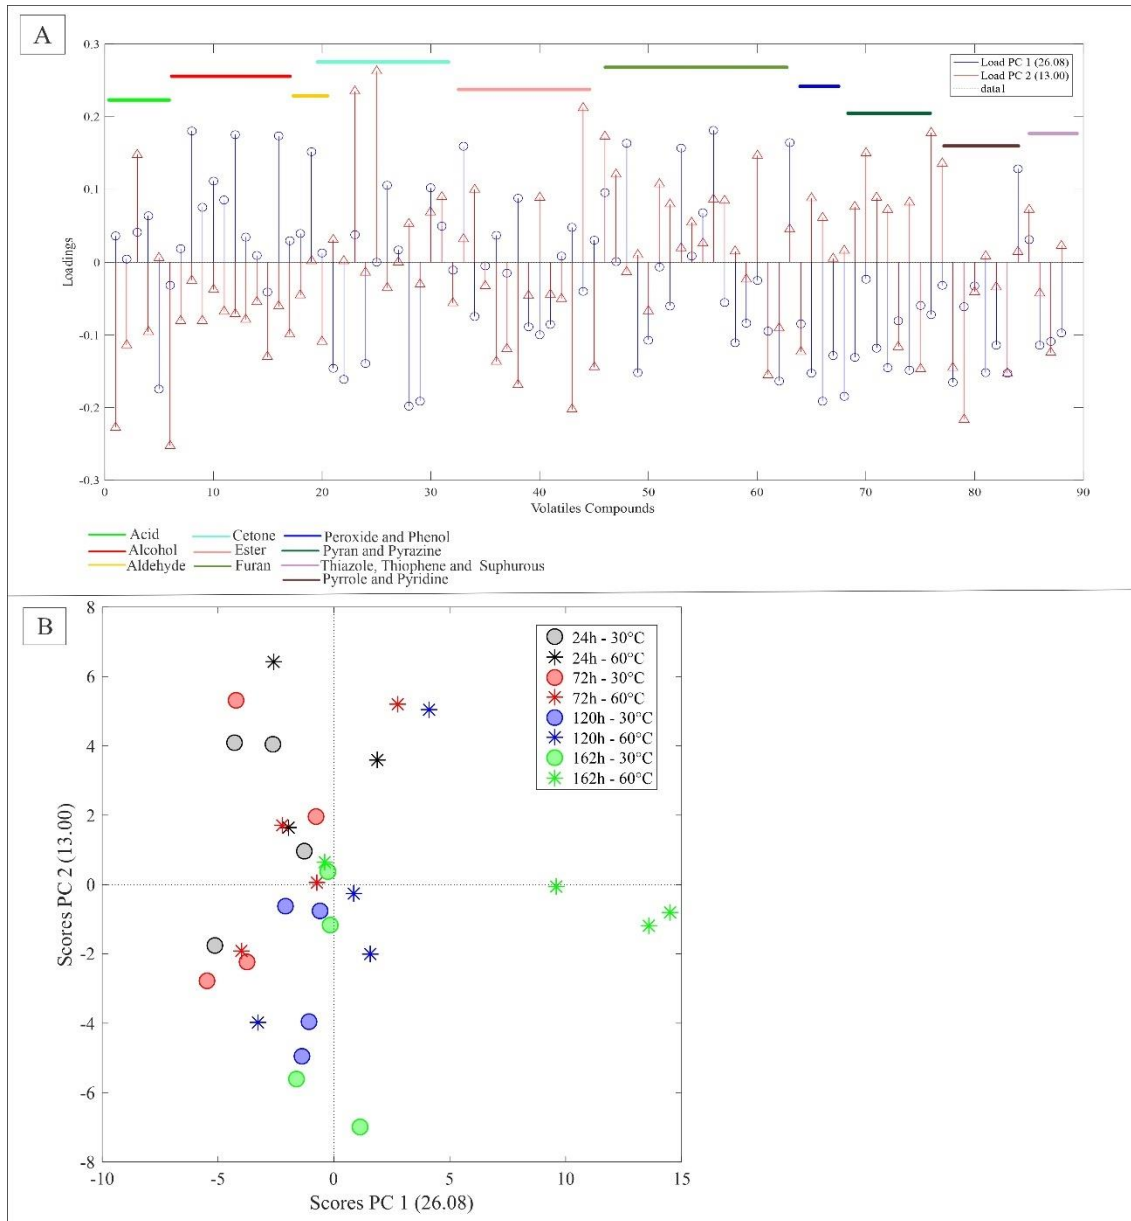 A
0.3
0.2
0.1
0
-0.1
-0.2
-0.3
Loadings
Load PC 1 (26.08)
Load PC 2 (13.00)
data1
0 10 20 30 40 50 60 70 80 90
Volatiles Compounds
Acid Cetone Peroxide and Phenol
Alcohol Ester Pyran and Pyrazine
Aldehyde Furan Thiazole, Thiophene and Suphurous
Pyrrole and Pyridine
B
8
6
4
2
0
-2
-4
-6
-8
Scores PC 2 (13.00)
24h - 30°C
24h - 60°C
72h - 30°C
72h - 60°C
120h - 30°C
120h - 60°C
162h - 30°C
162h - 60°C
-10 -5 0 5 10 15
Scores PC 1 (26.08)